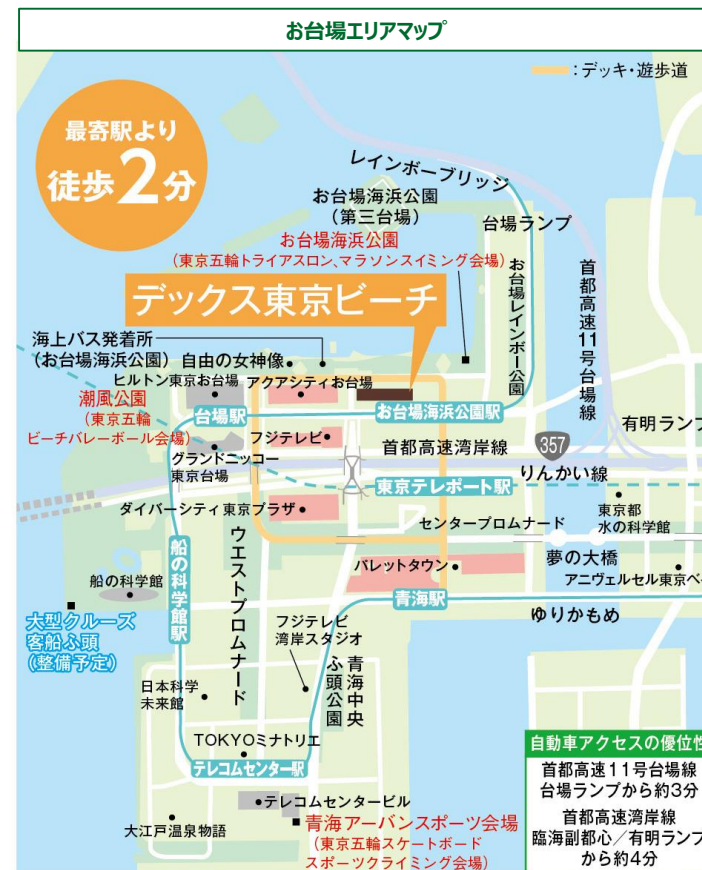 お台場エリアマップ
:デッキ・遊歩道
最寄駅より
徒歩2分
レインボーブリッジ
お台場海浜公園
(第三台場)
台場ランプ
お台場海浜公園
(東京五輪トライアスロン、マラソンスイミング会場)
デックス東京ビーチ
お台場レインボー公園
首都高速11号台場線
海上バス発着所
(お台場海浜公園)
自由の女神像
ヒルトン東京お台場
アクアシティお台場
潮風公園
(東京五輪
ビーチバレーボール会場)
台場駅
お台場海浜公園駅
有明ランプ
フジテレビ
首都高速湾岸線
357
グランドニッコー
東京台場
りんかい線
東京テレポート駅
ダイバーシティ東京プラザ
センタープロムナード
東京都
水の科学館
ウエストプロムナード
船の科学館駅
パレットタウン
夢の大橋
アニヴェルセル東京ベ
船の科学館
青海駅
ゆりかもめ
大型クルーズ
客船ふ頭
(整備予定)
フジテレビ
湾岸スタジオ
青海中央
ふ頭公園
日本科学
未来館
TOKYOミナトリエ
テレコムセンター駅
テレコムセンタービル
大江戸温泉物語
青海アーバンスポーツ会場
(東京五輪スケートボード
スポーツクライミング会場)
自動車アクセスの優位性
首都高速11号台場線
台場ランプから約3分
首都高速湾岸線
臨海副都心/有明ランプ
から約4分